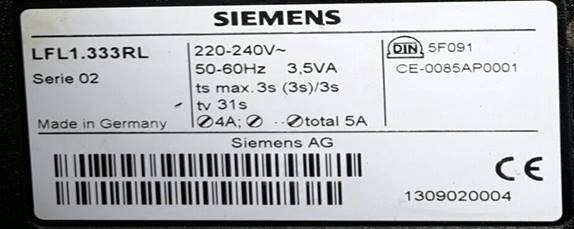 SIEMENS
LFL1.333RL
Serie 02
Made in Germany
220-240V~
50-60Hz 3,5VA
ts max. 3s (3s)/3s
tv 31s
⊘4A; ⊘ ··⊘total 5A
DIN 5F091
CE-0085AP0001
Siemens AG
CE
1309020004